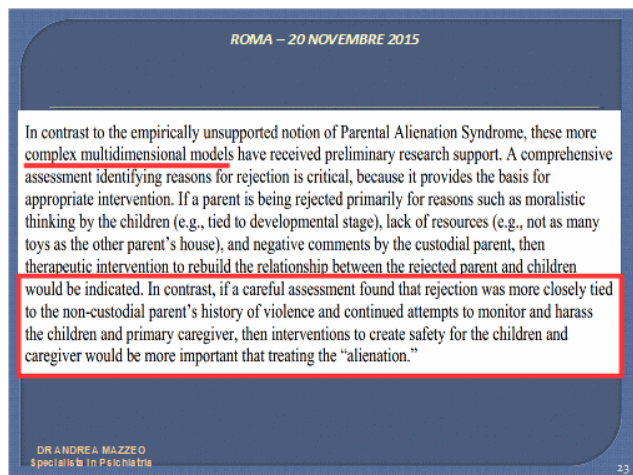 ROMA – 20 NOVEMBRE 2015
In contrast to the empirically unsupported notion of Parental Alienation Syndrome, these more
complex multidimensional models have received preliminary research support. A comprehensive
assessment identifying reasons for rejection is critical, because it provides the basis for
appropriate intervention. If a parent is being rejected primarily for reasons such as moralistic
thinking by the children (e.g., tied to developmental stage), lack of resources (e.g., not as many
toys as the other parent’s house), and negative comments by the custodial parent, then
therapeutic intervention to rebuild the relationship between the rejected parent and children
would be indicated. In contrast, if a careful assessment found that rejection was more closely tied
to the non-custodial parent’s history of violence and continued attempts to monitor and harass
the children and primary caregiver, then interventions to create safety for the children and
caregiver would be more important that treating the “alienation.”
DR ANDREA MAZZEO
Specialista in Psichiatria
23